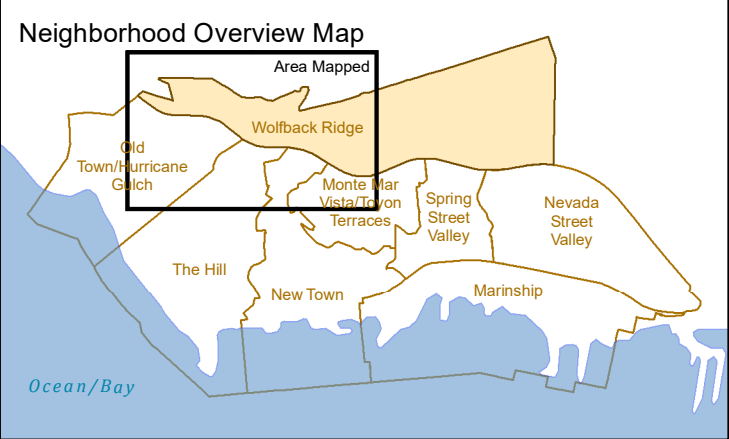 Neighborhood Overview Map
Area Mapped
Wolfback Ridge
Old
Town/Hurricane
Gulch
Monte Mar
Vista/Toyon
Terraces
Spring
Street
Valley
Nevada
Street
Valley
The Hill
New Town
Marinship
Ocean/Bay